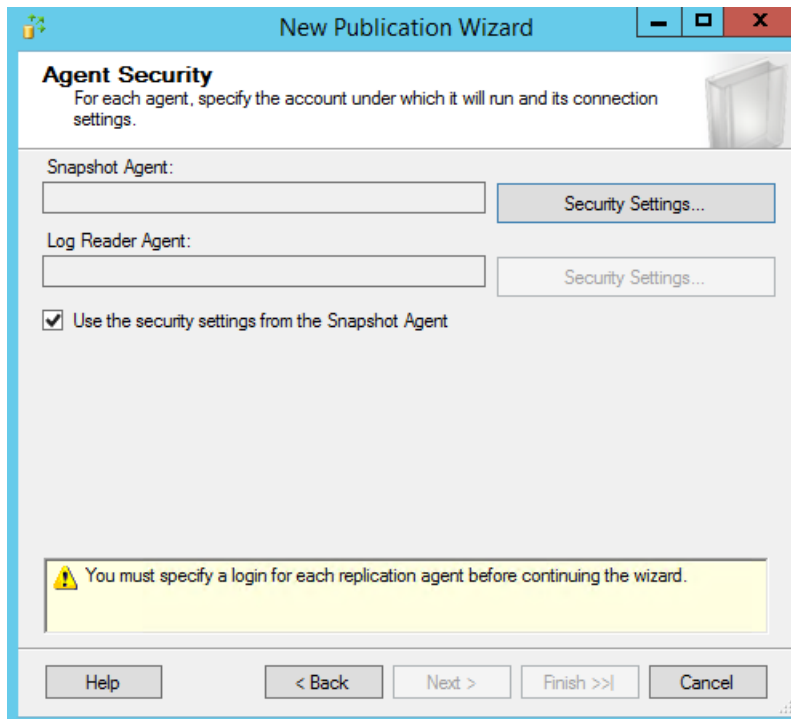 New Publication Wizard
Agent Security
For each agent, specify the account under which it will run and its connection
settings.
Snapshot Agent:
Security Settings...
Log Reader Agent:
Security Settings...
Use the security settings from the Snapshot Agent
You must specify a login for each replication agent before continuing the wizard.
Help
< Back
Next >
Finish >>|
Cancel